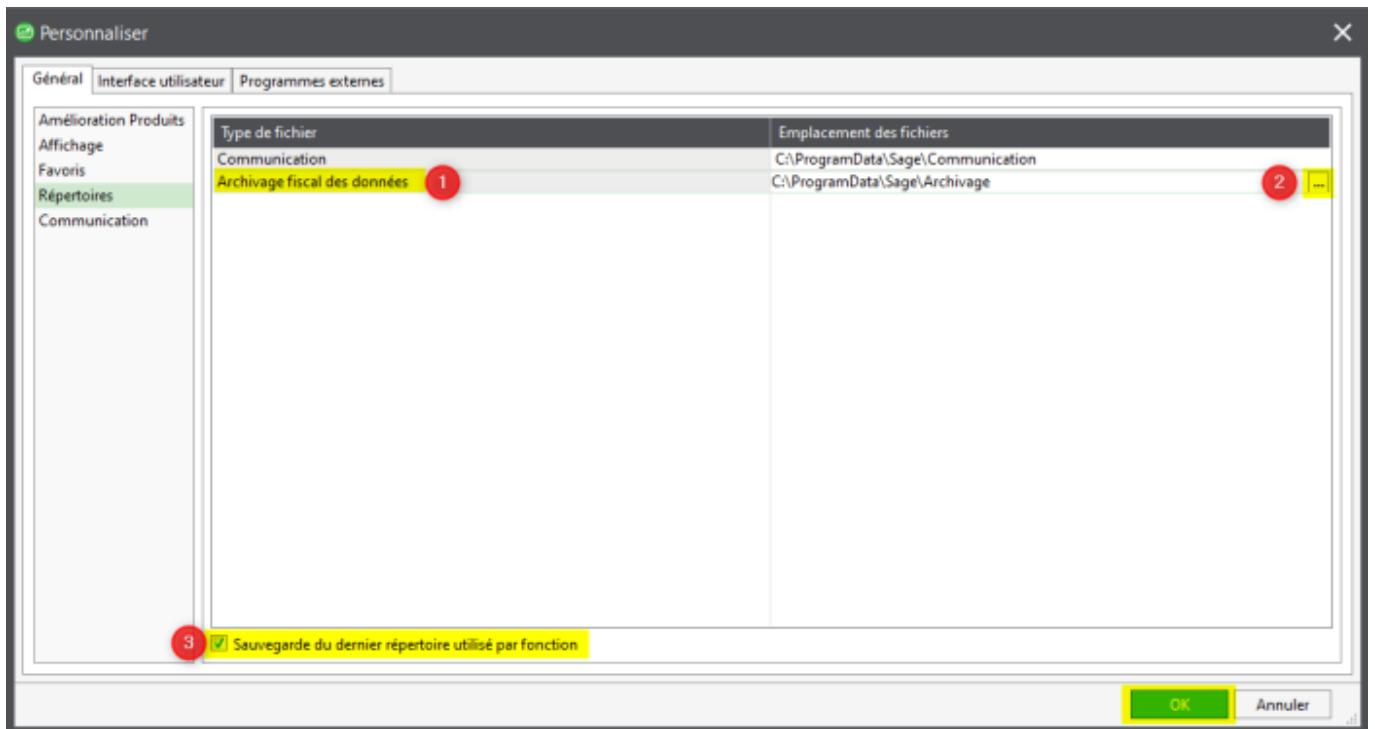 Personnaliser
Général Interface utilisateur Programmes externes
Amélioration Produits
Affichage
Favoris
Répertoires
Communication
Type de fichier Emplacement des fichiers
Communication C:\ProgramData\Sage\Communication
Archivage fiscal des données 1 C:\ProgramData\Sage\Archivage 2 ...
3 Sauvegarde du dernier répertoire utilisé par fonction
OK Annuler